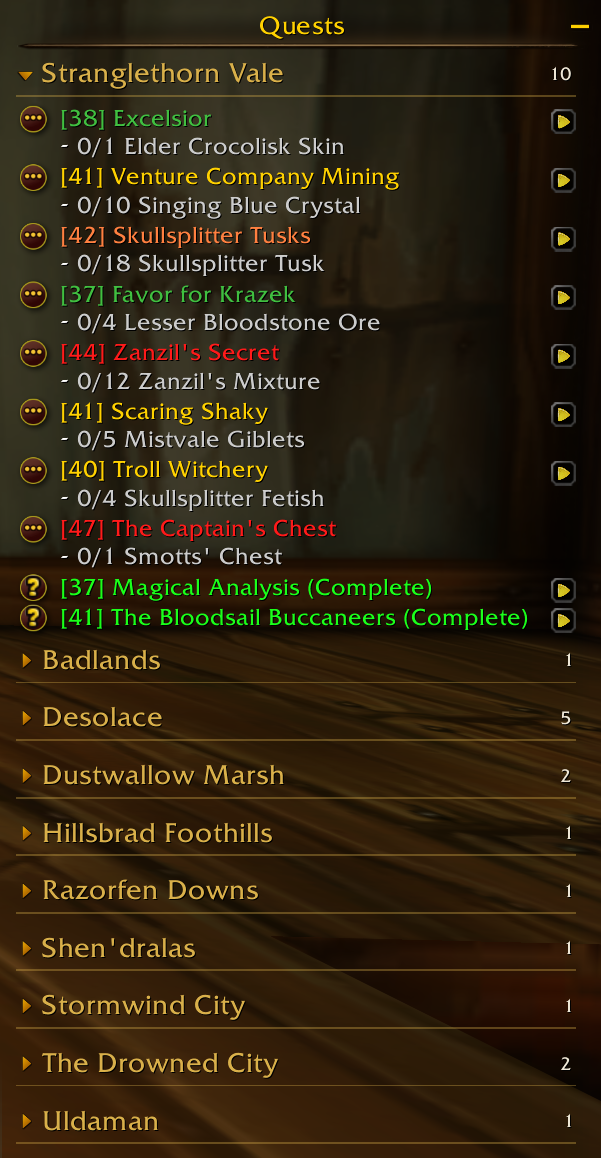 Quests
Stranglethorn Vale 10
[38] Excelsior
- 0/1 Elder Crocolisk Skin
[41] Venture Company Mining
- 0/10 Singing Blue Crystal
[42] Skullsplitter Tusks
- 0/18 Skullsplitter Tusk
[37] Favor for Krazek
- 0/4 Lesser Bloodstone Ore
[44] Zanzil's Secret
- 0/12 Zanzil's Mixture
[41] Scaring Shaky
- 0/5 Mistvale Giblets
[40] Troll Witchery
- 0/4 Skullsplitter Fetish
[47] The Captain's Chest
- 0/1 Smotts' Chest
? [37] Magical Analysis (Complete)
? [41] The Bloodsail Buccaneers (Complete)
Badlands 1
Desolace 5
Dustwallow Marsh 2
Hillsbrad Foothills 1
Razorfen Downs 1
Shen'dralas 1
Stormwind City 1
The Drowned City 2
Uldaman 1